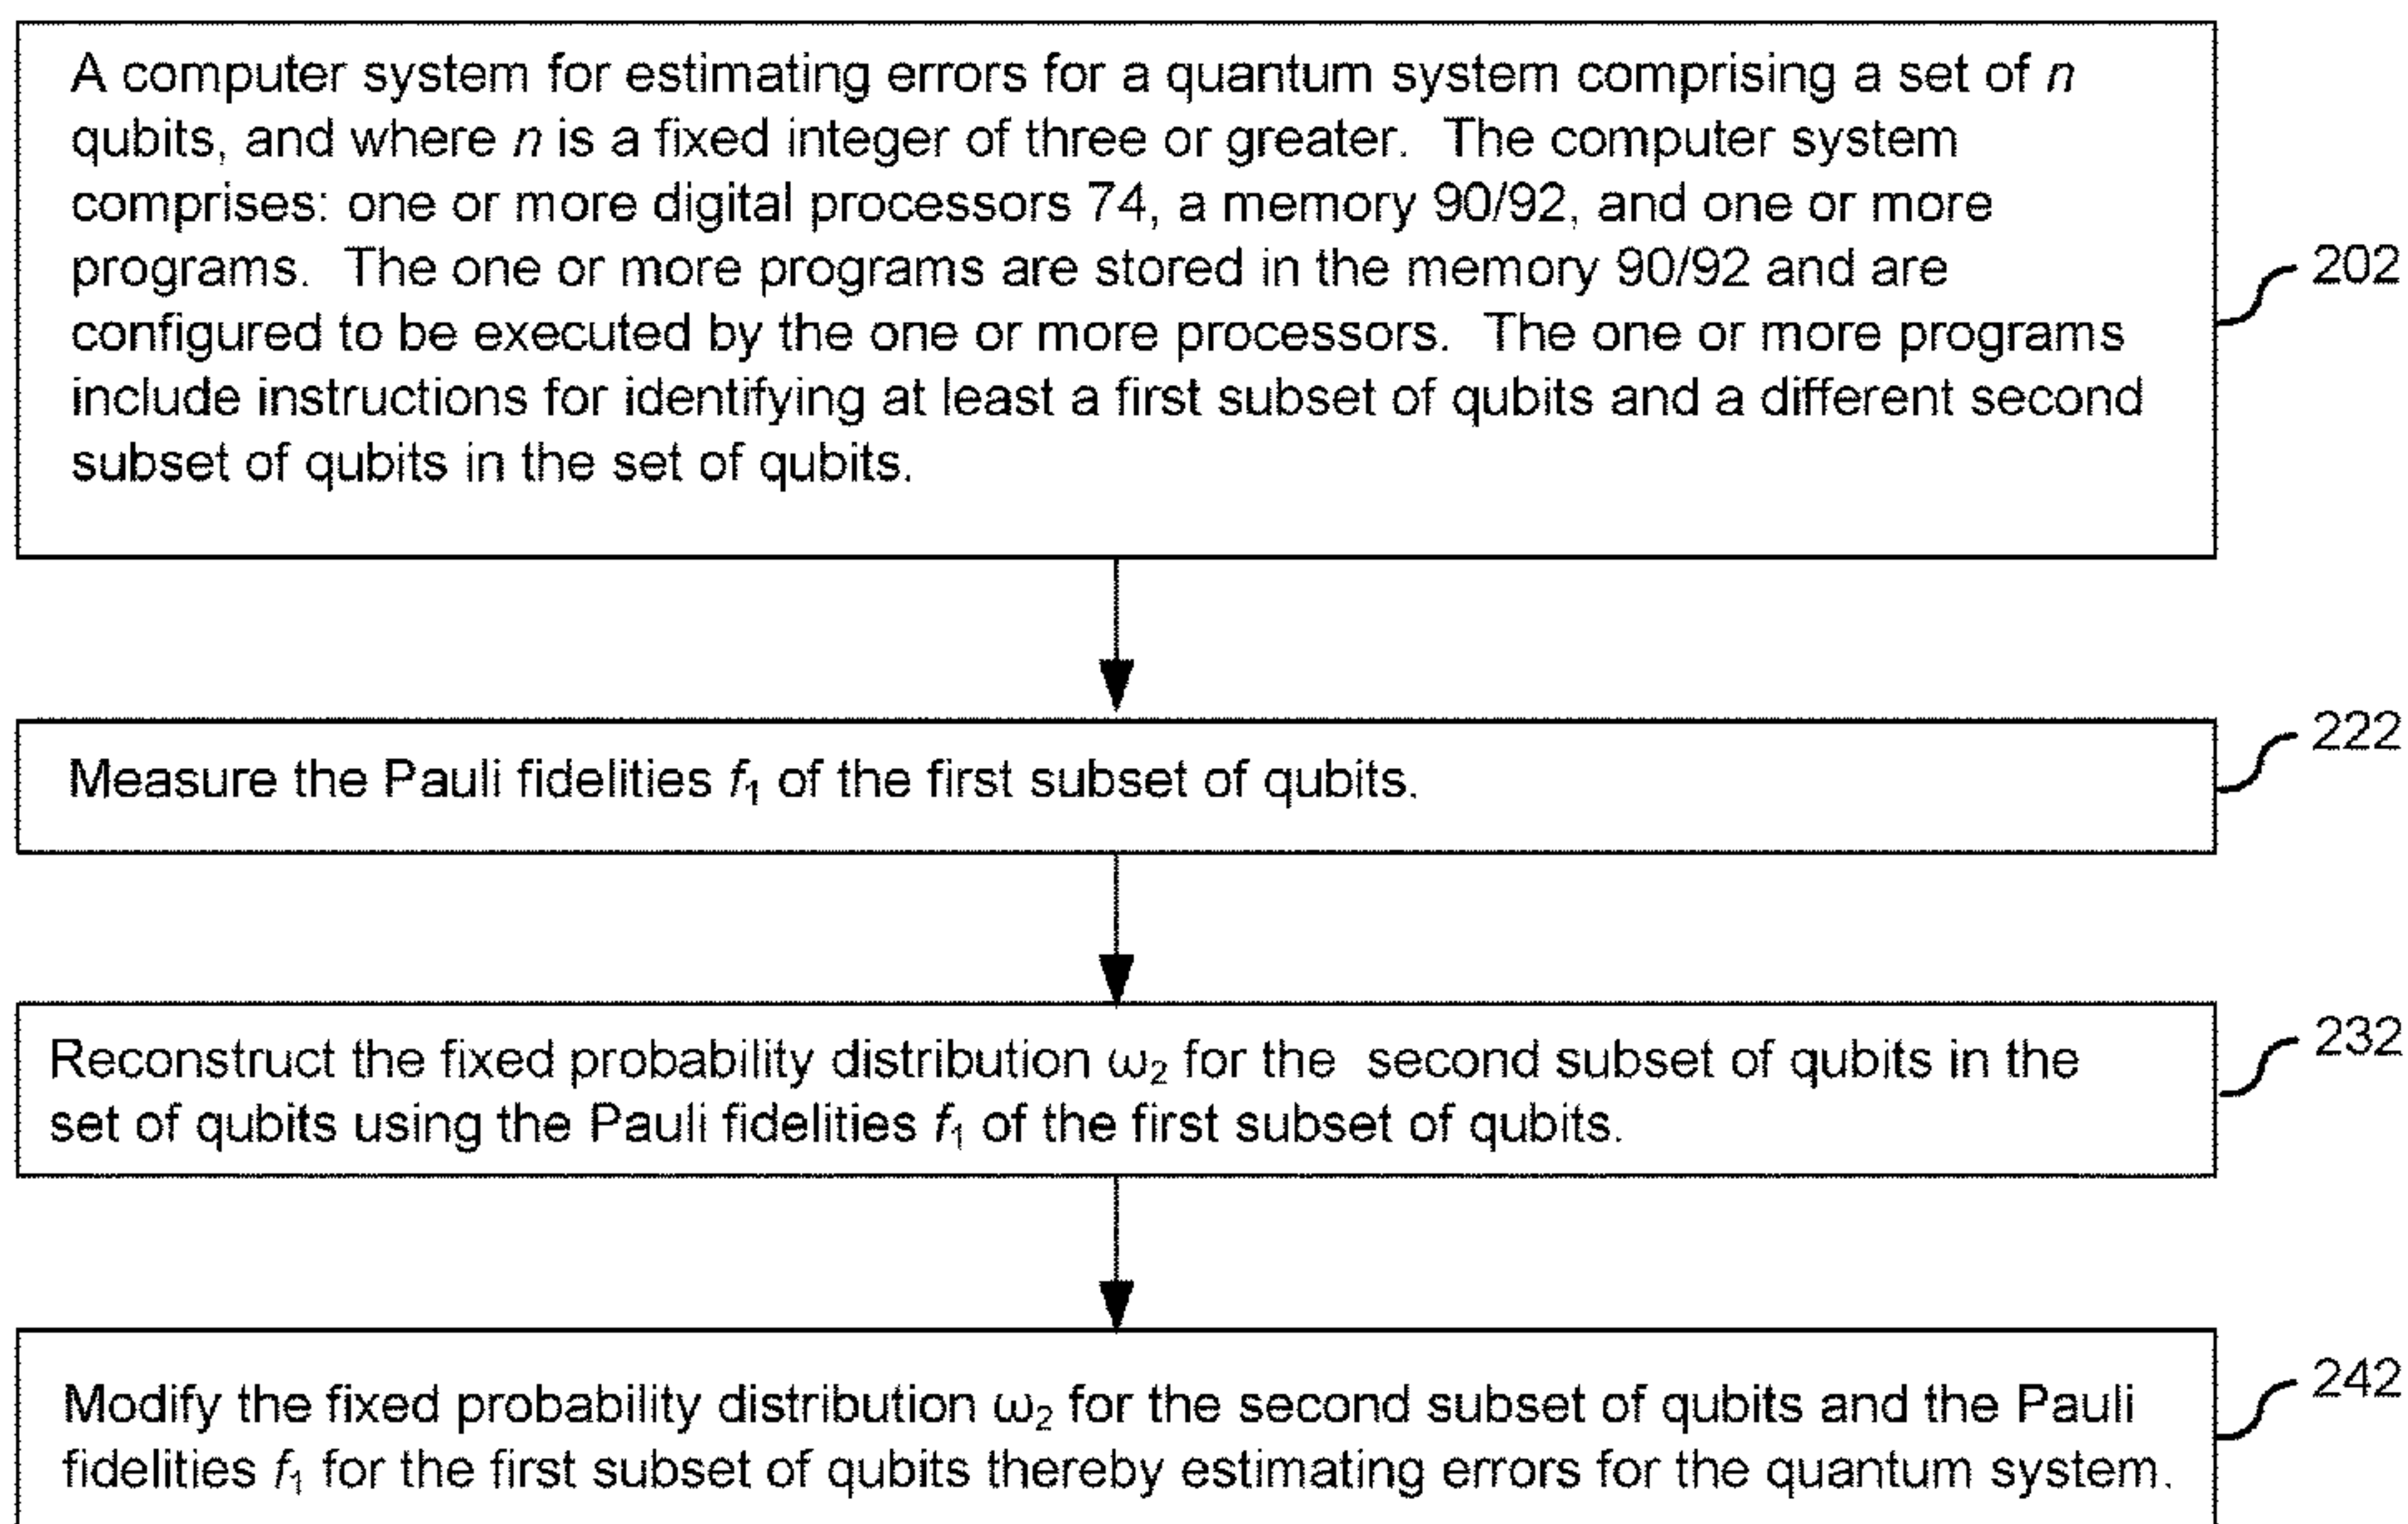 A computer system for estimating errors for a quantum system comprising a set of n
qubits, and where n is a fixed integer of three or greater.  The computer system
comprises: one or more digital processors 74, a memory 90/92, and one or more
programs.  The one or more programs are stored in the memory 90/92 and are
configured to be executed by the one or more processors.  The one or more programs
include instructions for identifying at least a first subset of qubits and a different second
subset of qubits in the set of qubits.
202
Measure the Pauli fidelities f₁ of the first subset of qubits.
222
Reconstruct the fixed probability distribution ω₂ for the  second subset of qubits in the
set of qubits using the Pauli fidelities f₁ of the first subset of qubits.
232
Modify the fixed probability distribution ω₂ for the second subset of qubits and the Pauli
fidelities f₁ for the first subset of qubits thereby estimating errors for the quantum system.
242